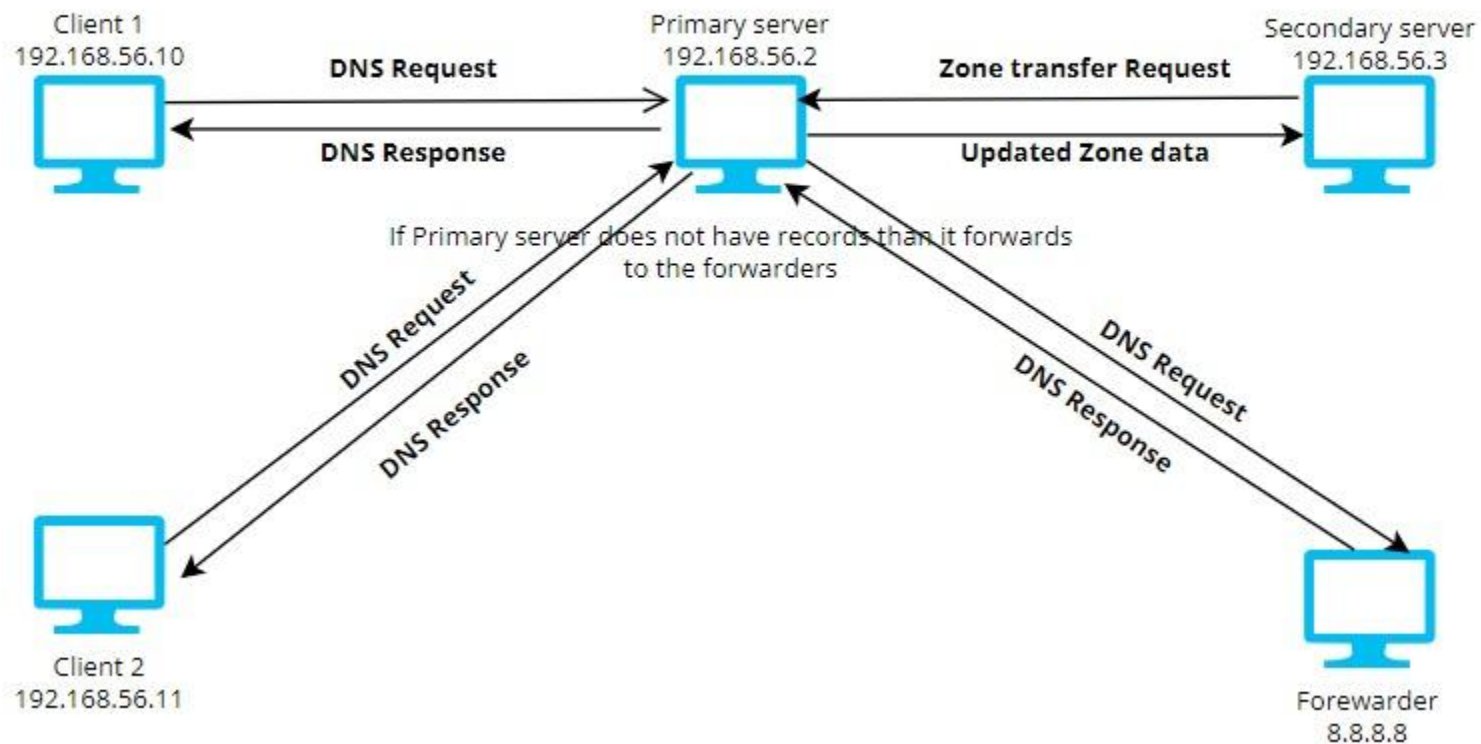 Client 1
192.168.56.10
DNS Request
DNS Response
Primary server
192.168.56.2
Zone transfer Request
Updated Zone data
Secondary server
192.168.56.3
If Primary server does not have records than it forwards
to the forwarders
DNS Request
DNS Response
DNS Request
DNS Response
Client 2
192.168.56.11
Forewarder
8.8.8.8